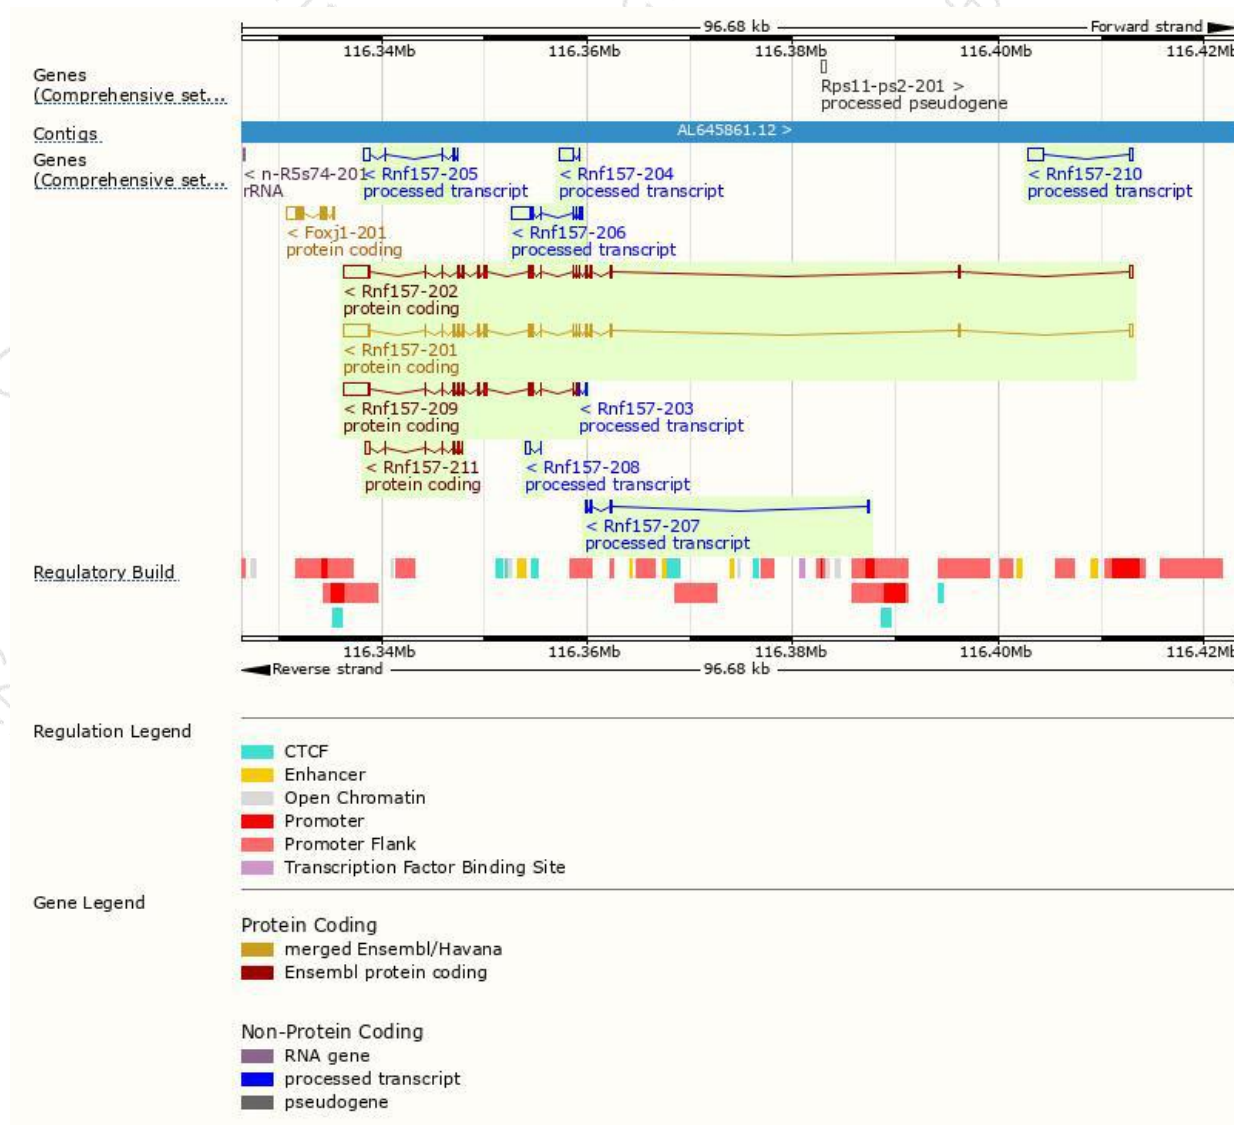 96.68 kb Forward strand
116.34Mb 116.36Mb 116.38Mb 116.40Mb 116.42Mb
Genes
(Comprehensive set...
Rps11-ps2-201 >
processed pseudogene
Contigs
AL645861.12 >
Genes
(Comprehensive set...
< n-R5s74-201 < Rnf157-205 < Rnf157-204 < Rnf157-210
rRNA processed transcript processed transcript processed transcript
< Foxj1-201 < Rnf157-206
protein coding processed transcript
< Rnf157-202
protein coding
< Rnf157-201
protein coding
< Rnf157-209 < Rnf157-203
protein coding processed transcript
< Rnf157-211 < Rnf157-208
protein coding processed transcript
< Rnf157-207
processed transcript
Regulatory Build
116.34Mb 116.36Mb 116.38Mb 116.40Mb 116.42Mb
Reverse strand 96.68 kb
Regulation Legend
CTCF
Enhancer
Open Chromatin
Promoter
Promoter Flank
Transcription Factor Binding Site
Gene Legend
Protein Coding
merged Ensembl/Havana
Ensembl protein coding
Non-Protein Coding
RNA gene
processed transcript
pseudogene